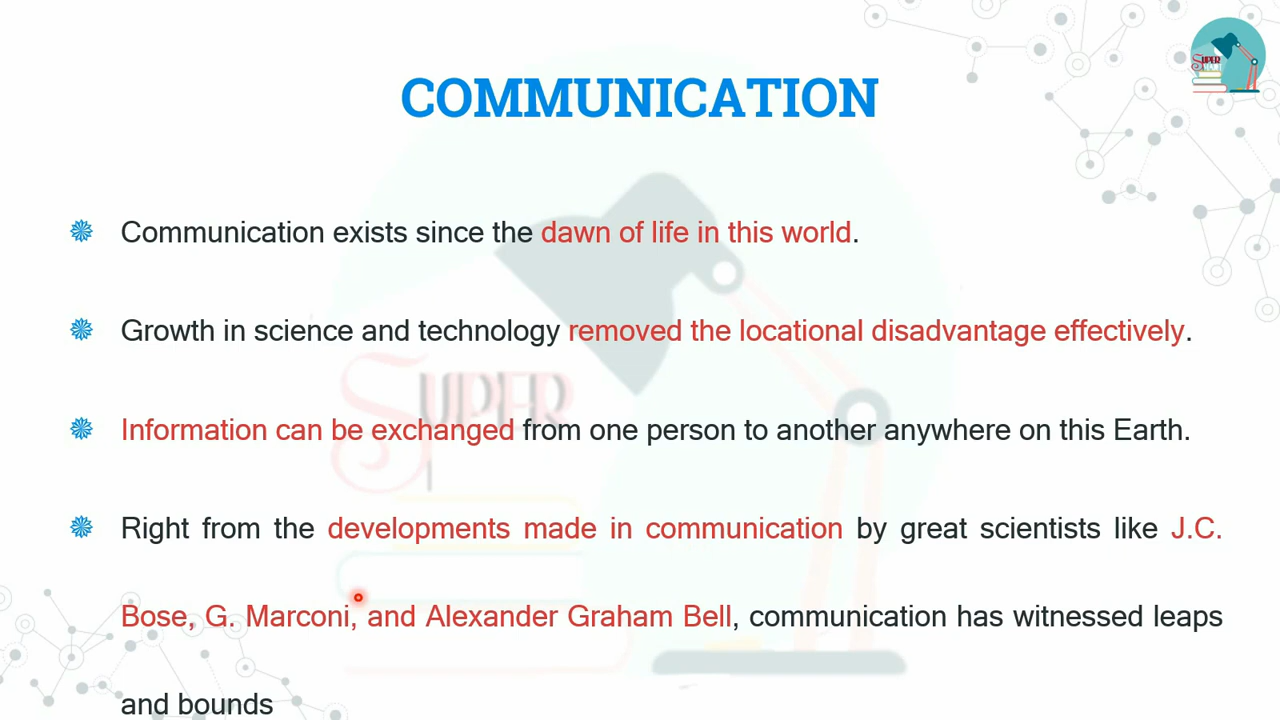 COMMUNICATION
Communication exists since the dawn of life in this world.
Growth in science and technology removed the locational disadvantage effectively.
Information can be exchanged from one person to another anywhere on this Earth.
Right from the developments made in communication by great scientists like J.C.
Bose, G. Marconi, and Alexander Graham Bell, communication has witnessed leaps
and bounds
SUPER
SUPER